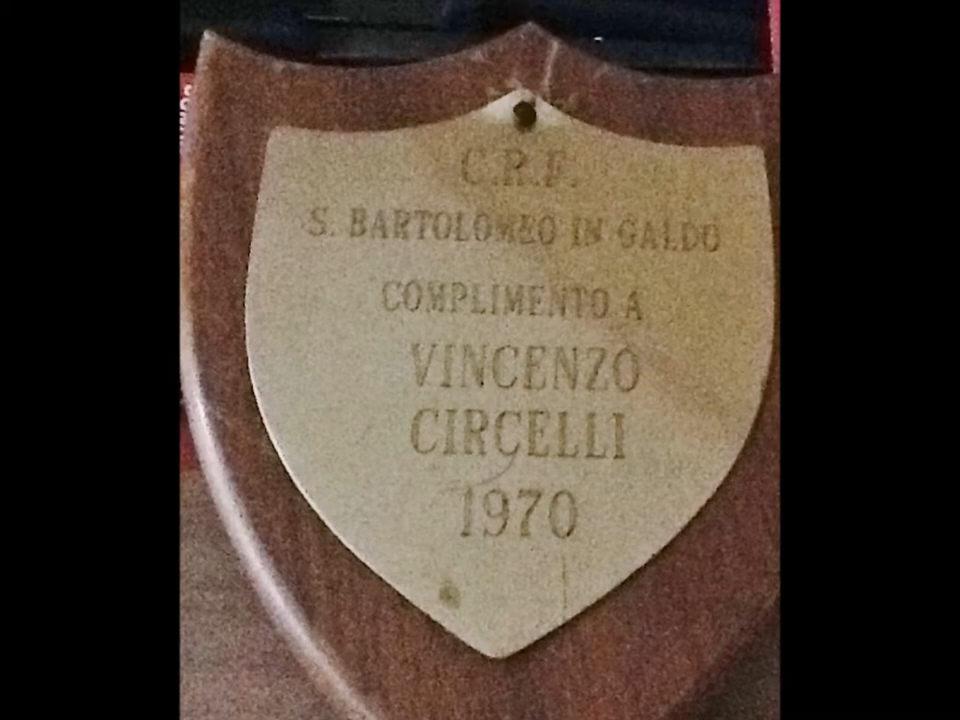 C.R.F.
S. BARTOLOMEO IN GALDO
COMPLIMENTO A
VINCENZO
CIRCELLI
1970